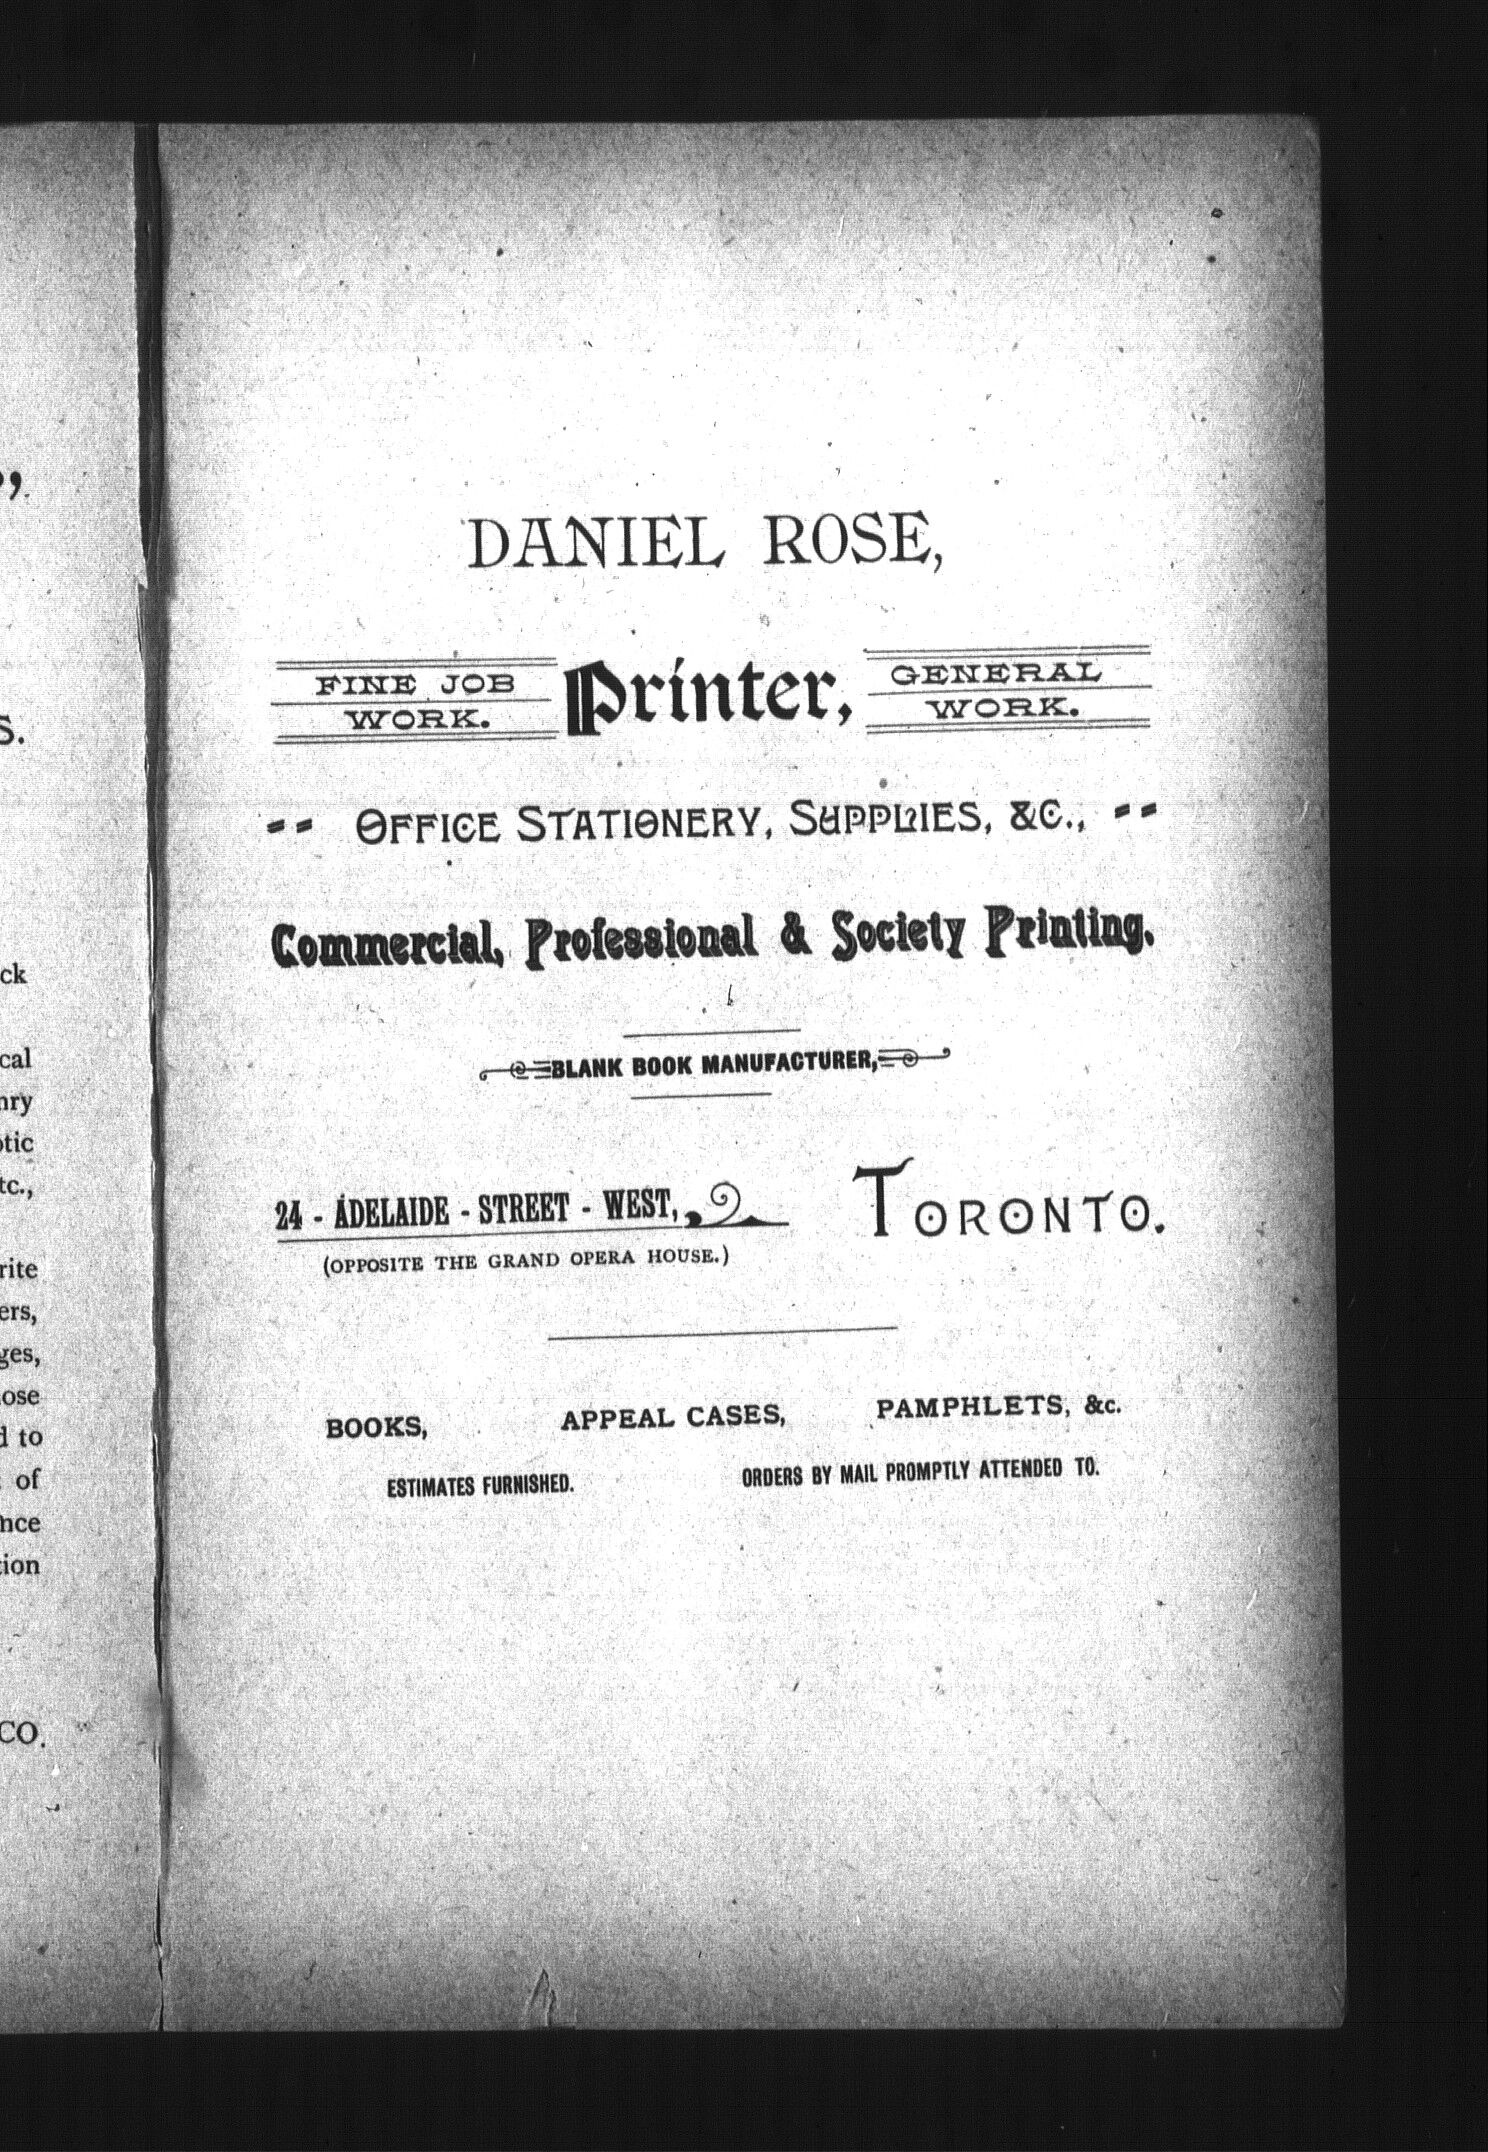 DANIEL ROSE,
FINE JOB
WORK.
Printer,
GENERAL
WORK.
OFFICE STATIONERY, SUPPLIES, &C.,
Commercial, Professional & Society Printing.
BLANK BOOK MANUFACTURER,
24 - ADELAIDE - STREET - WEST,
(OPPOSITE THE GRAND OPERA HOUSE.)
TORONTO.
BOOKS, APPEAL CASES, PAMPHLETS, &c.
ESTIMATES FURNISHED. ORDERS BY MAIL PROMPTLY ATTENDED TO.